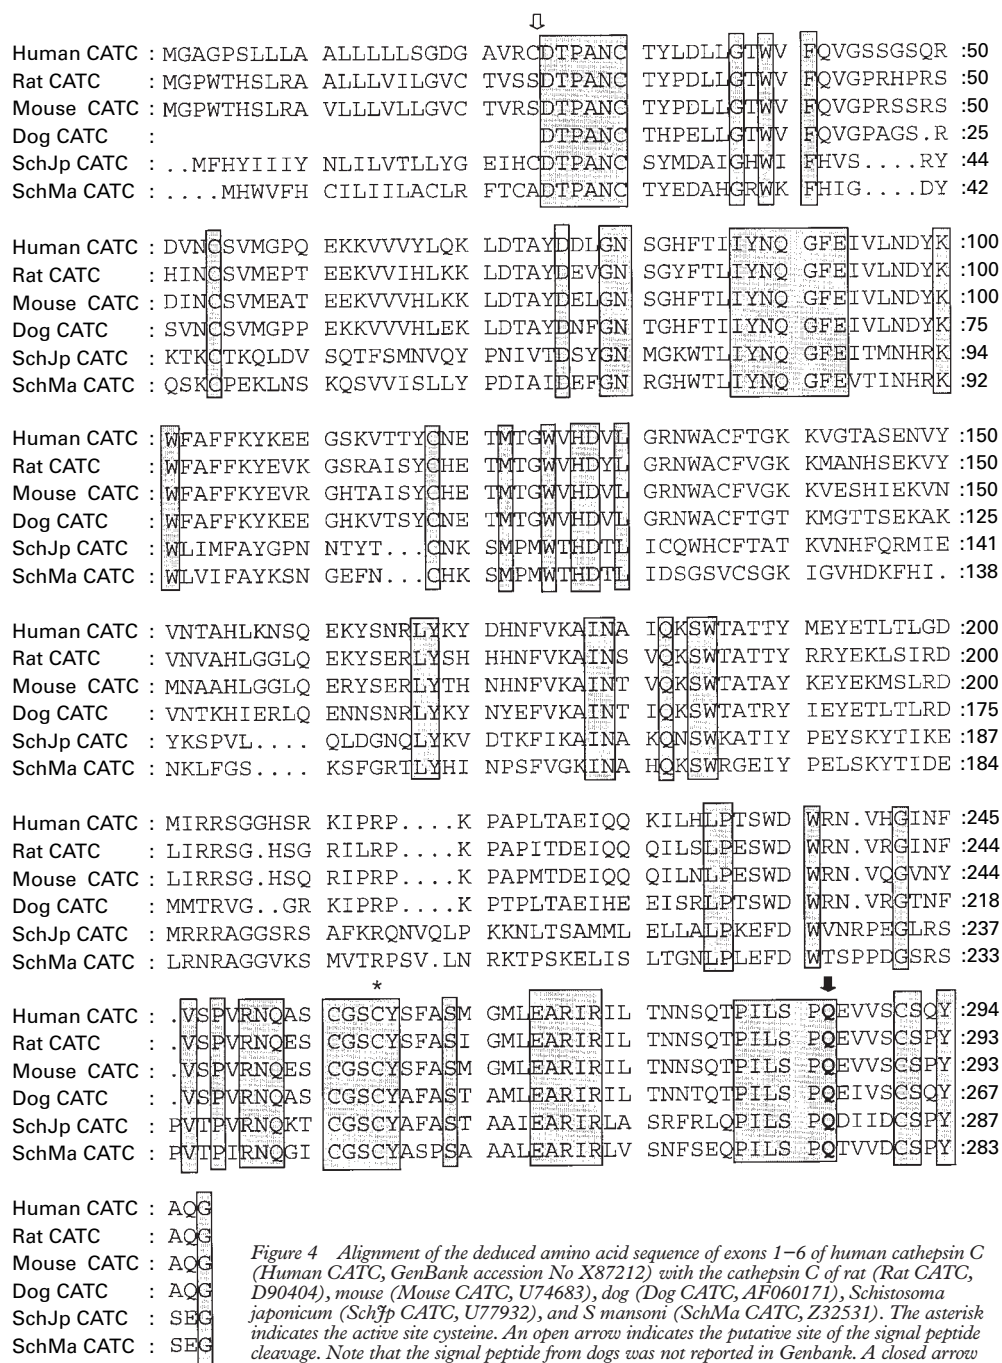 ⇩
Human CATC : MGAGPSLLLA ALLLLLSGDG AVRCDTPANC TYLDLLGTWV FQVGSSGSQR :50
Rat CATC : MGPWTHSLRA ALLLVILGVC TVSSDTPANC TYPDLLGTWV FQVGPRHPRS :50
Mouse CATC : MGPWTHSLRA VLLLVLLGVC TVRSDTPANC TYPDLLGTWV FQVGPRSSRS :50
Dog CATC : DTPANC THPELLGTWV FQVGPAGS.R :25
SchJp CATC : ..MFHYIIIY NLILVTLLYG EIHCDTPANC SYMDAIGHWI FHVS....RY :44
SchMa CATC : ....MHWVFH CILIILACLR FTCADTPANC TYEDAHGRWK FHIG....DY :42
Human CATC : DVNCSVMGPQ EKKVVVYLQK LDTAYDDLGN SGHFTIIYNQ GFEIVLNDYK :100
Rat CATC : HINCSVMEPT EEKVVIHLKK LDTAYDEVGN SGYFTLIYNQ GFEIVLNDYK :100
Mouse CATC : DINCSVMEAT EEKVVVHLKK LDTAYDELGN SGHFTLIYNQ GFEIVLNDYK :100
Dog CATC : SVNCSVMGPP EKKVVVHLEK LDTAYDNFGN TGHFTIIYNQ GFEIVLNDYK :75
SchJp CATC : KTKCTKQLDV SQTFSMNVQY PNIVTDSYGN MGKWTLIYNQ GFEITMNHRK :94
SchMa CATC : QSKCPEKLNS KQSVVISLLY PDIAIDEFGN RGHWTLIYNQ GFEVTINHRK :92
Human CATC : WFAFFKYKEE GSKVTTYCNE TMTGWVHDVL GRNWACFTGK KVGTASENVY :150
Rat CATC : WFAFFKYEVK GSRAISYCHE TMTGWVHDYL GRNWACFVGK KMANHSEKVY :150
Mouse CATC : WFAFFKYEVR GHTAISYCHE TMTGWVHDVL GRNWACFVGK KVESHIEKVN :150
Dog CATC : WFAFFKYKEE GHKVTSYCNE TMTGWVHDVL GRNWACFTGT KMGTTSEKAK :125
SchJp CATC : WLIMFAYGPN NTYT...CNK SMPMWTHDTL ICQWHCFTAT KVNHFQRMIE :141
SchMa CATC : WLVIFAYKSN GEFN...CHK SMPMWTHDTL IDSGSVCSGK IGVHDKFHI. :138
Human CATC : VNTAHLKNSQ EKYSNRLYKY DHNFVKAINA IQKSWTATTY MEYETLTLGD :200
Rat CATC : VNVAHLGGLQ EKYSERLYSH HHNFVKAINS VQKSWTATTY RRYEKLSIRD :200
Mouse CATC : MNAAHLGGLQ ERYSERLYTH NHNFVKAINT VQKSWTATAY KEYEKMSLRD :200
Dog CATC : VNTKHIERLQ ENNSNRLYKY NYEFVKAINT IQKSWTATRY IEYETLTLRD :175
SchJp CATC : YKSPVL.... QLDGNQLYKV DTKFIKAINA KQNSWKATIY PEYSKYTIKE :187
SchMa CATC : NKLFGS.... KSFGRTLYHI NPSFVGKINA HQKSWRGEIY PELSKYTIDE :184
Human CATC : MIRRSGGHSR KIPRP....K PAPLTAEIQQ KILHLPTSWD WRN.VHGINF :245
Rat CATC : LIRRSG.HSG RILRP....K PAPITDEIQQ QILSLPESWD WRN.VRGINF :244
Mouse CATC : LIRRSG.HSQ RIPRP....K PAPMTDEIQQ QILNLPESWD WRN.VQGVNY :244
Dog CATC : MMTRVG..GR KIPRP....K PTPLTAEIHE EISRLPTSWD WRN.VRGTNF :218
SchJp CATC : MRRRAGGSRS AFKRQNVQLP KKNLTSAMML ELLALPKEFD WVNRPEGLRS :237
SchMa CATC : LRNRAGGVKS MVTRPSV.LN RKTPSKELIS LTGNLPLEFD WTSPPDGSRS :233
* ⬇
Human CATC : .VSPVRNQAS CGSCYSFASM GMLEARIRIL TNNSQTPILS PQEVVSCSQY :294
Rat CATC : .VSPVRNQES CGSCYSFASI GMLEARIRIL TNNSQTPILS PQEVVSCSPY :293
Mouse CATC : .VSPVRNQES CGSCYSFASM GMLEARIRIL TNNSQTPILS PQEVVSCSPY :293
Dog CATC : .VSPVRNQAS CGSCYAFAST AMLEARIRIL TNNTQTPILS PQEIVSCSQY :267
SchJp CATC : PVTPVRNQKT CGSCYAFAST AAIEARIRLA SRFRLQPILS PQDIIDCSPY :287
SchMa CATC : PVTPIRNQGI CGSCYASPSA AALEARIRLV SNFSEQPILS PQTVVDCSPY :283
Human CATC : AQG
Rat CATC : AQG
Mouse CATC : AQG
Dog CATC : AQG
SchJp CATC : SEG
SchMa CATC : SEG
Figure 4 Alignment of the deduced amino acid sequence of exons 1–6 of human cathepsin C
(Human CATC, GenBank accession No X87212) with the cathepsin C of rat (Rat CATC,
D90404), mouse (Mouse CATC, U74683), dog (Dog CATC, AF060171), Schistosoma
japonicum (SchJp CATC, U77932), and S mansoni (SchMa CATC, Z32531). The asterisk
indicates the active site cysteine. An open arrow indicates the putative site of the signal peptide
cleavage. Note that the signal peptide from dogs was not reported in Genbank. A closed arrow